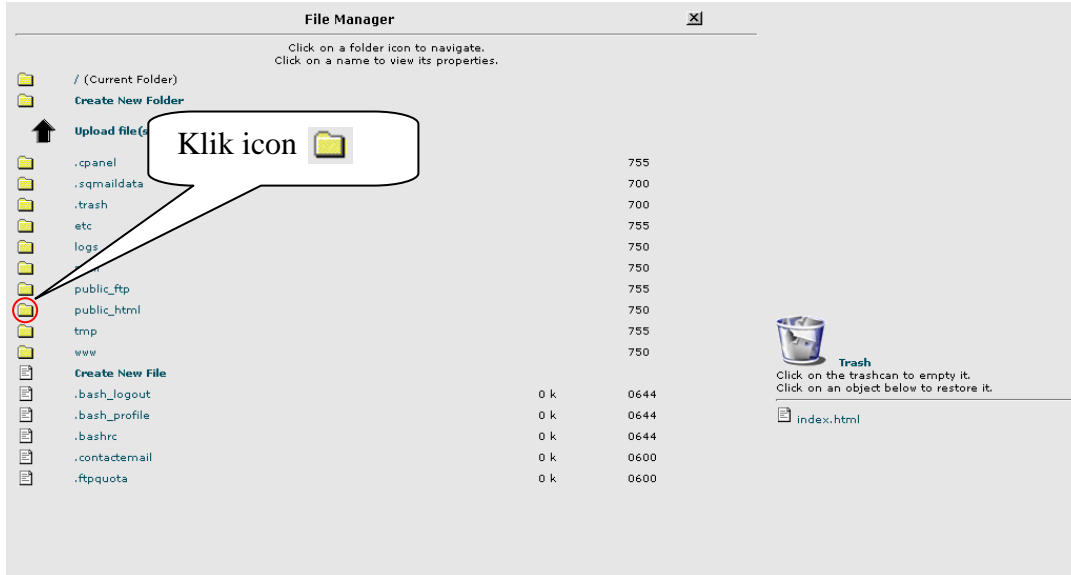 File Manager
Click on a folder icon to navigate.
Click on a name to view its properties.
/ (Current Folder)
Create New Folder
Upload file(s
Klik icon
.cpanel 755
.sqmaildata 700
.trash 700
etc 755
logs 750
750
public_ftp 755
public_html 750
tmp 755
www 750
Create New File
.bash_logout 0 k 0644
.bash_profile 0 k 0644
.bashrc 0 k 0644
.contactemail 0 k 0600
.ftpquota 0 k 0600
Trash
Click on the trashcan to empty it.
Click on an object below to restore it.
index.html